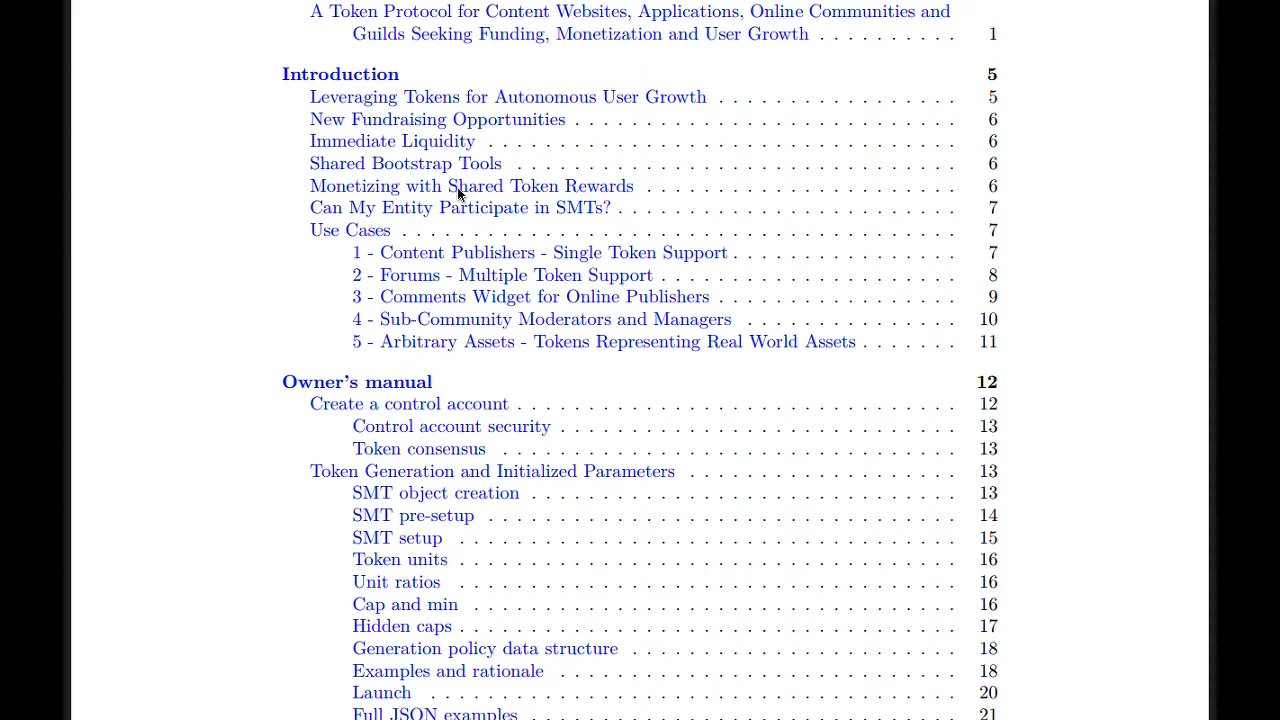 A Token Protocol for Content Websites, Applications, Online Communities and
Guilds Seeking Funding, Monetization and User Growth . . . . . . . . . . 1
Introduction 5
Leveraging Tokens for Autonomous User Growth . . . . . . . . . . . . . . . . . 5
New Fundraising Opportunities . . . . . . . . . . . . . . . . . . . . . . . . . . . 6
Immediate Liquidity . . . . . . . . . . . . . . . . . . . . . . . . . . . . . . . . . 6
Shared Bootstrap Tools . . . . . . . . . . . . . . . . . . . . . . . . . . . . . . . 6
Monetizing with Shared Token Rewards . . . . . . . . . . . . . . . . . . . . . . 6
Can My Entity Participate in SMTs? . . . . . . . . . . . . . . . . . . . . . . . . 7
Use Cases . . . . . . . . . . . . . . . . . . . . . . . . . . . . . . . . . . . . . . . 7
1 - Content Publishers - Single Token Support . . . . . . . . . . . . . . . . 7
2 - Forums - Multiple Token Support . . . . . . . . . . . . . . . . . . . . . 8
3 - Comments Widget for Online Publishers . . . . . . . . . . . . . . . . . 9
4 - Sub-Community Moderators and Managers . . . . . . . . . . . . . . . 10
5 - Arbitrary Assets - Tokens Representing Real World Assets . . . . . . . 11
Owner's manual 12
Create a control account . . . . . . . . . . . . . . . . . . . . . . . . . . . . . . . 12
Control account security . . . . . . . . . . . . . . . . . . . . . . . . . . . . 13
Token consensus . . . . . . . . . . . . . . . . . . . . . . . . . . . . . . . . 13
Token Generation and Initialized Parameters . . . . . . . . . . . . . . . . . . . 13
SMT object creation . . . . . . . . . . . . . . . . . . . . . . . . . . . . . . 13
SMT pre-setup . . . . . . . . . . . . . . . . . . . . . . . . . . . . . . . . . 14
SMT setup . . . . . . . . . . . . . . . . . . . . . . . . . . . . . . . . . . . 15
Token units . . . . . . . . . . . . . . . . . . . . . . . . . . . . . . . . . . . 16
Unit ratios . . . . . . . . . . . . . . . . . . . . . . . . . . . . . . . . . . . 16
Cap and min . . . . . . . . . . . . . . . . . . . . . . . . . . . . . . . . . . 16
Hidden caps . . . . . . . . . . . . . . . . . . . . . . . . . . . . . . . . . . . 17
Generation policy data structure . . . . . . . . . . . . . . . . . . . . . . . 18
Examples and rationale . . . . . . . . . . . . . . . . . . . . . . . . . . . . 18
Launch . . . . . . . . . . . . . . . . . . . . . . . . . . . . . . . . . . . . . 20
Full JSON examples . . . . . . . . . . . . . . . . . . . . . . . . . . . . . . 21